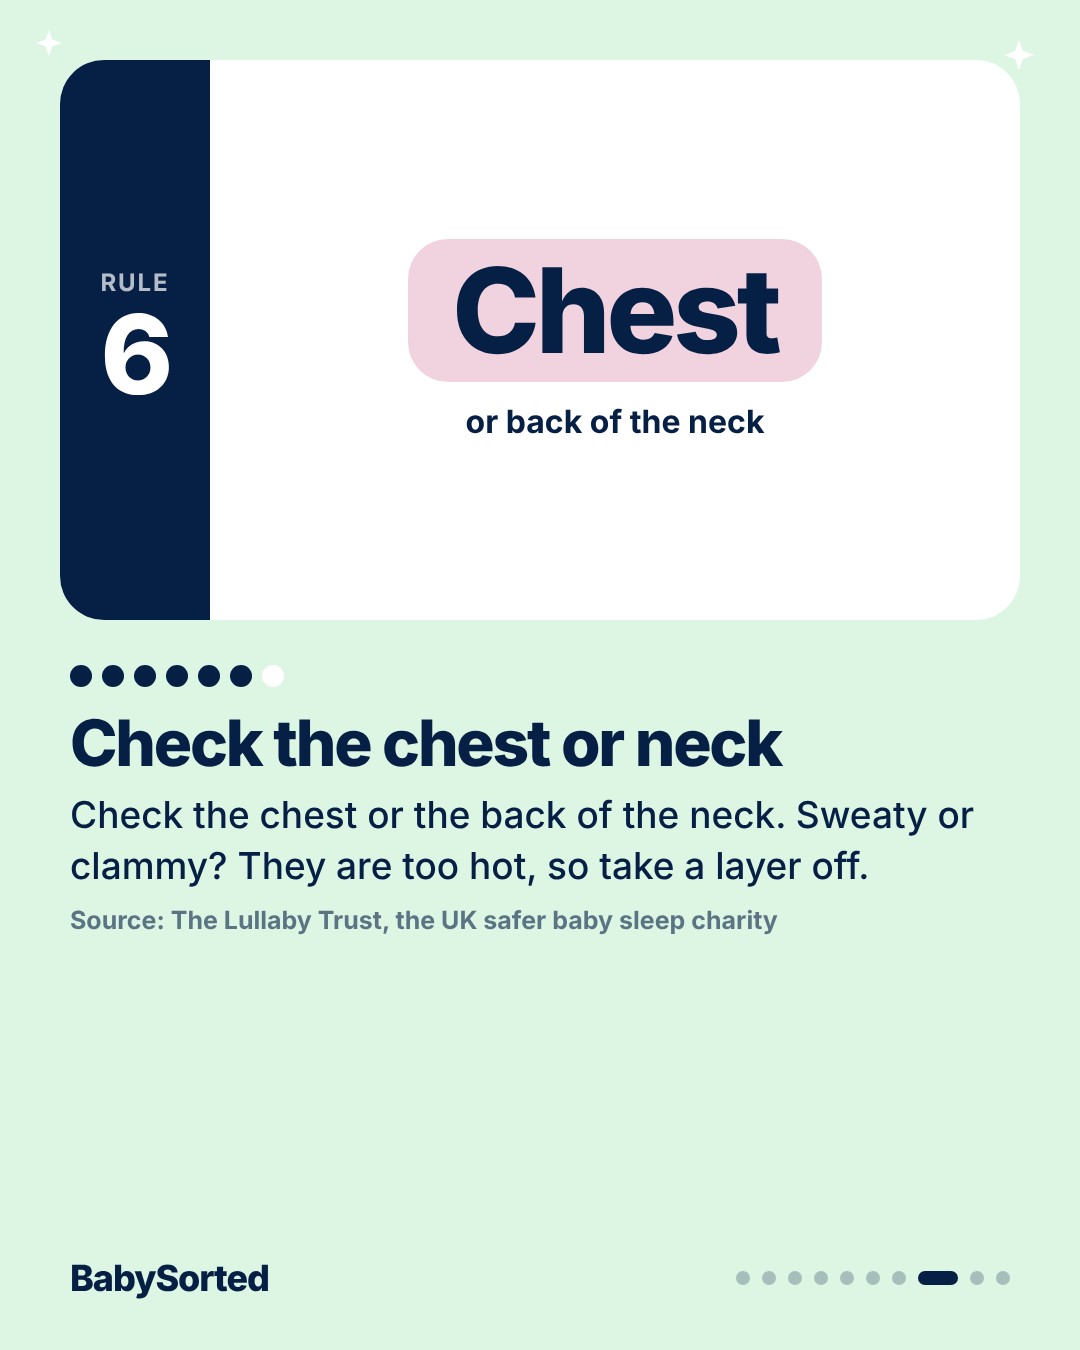 RULE
6
Chest
or back of the neck
Check the chest or neck
Check the chest or the back of the neck. Sweaty or
clammy? They are too hot, so take a layer off.
Source: The Lullaby Trust, the UK safer baby sleep charity
BabySorted